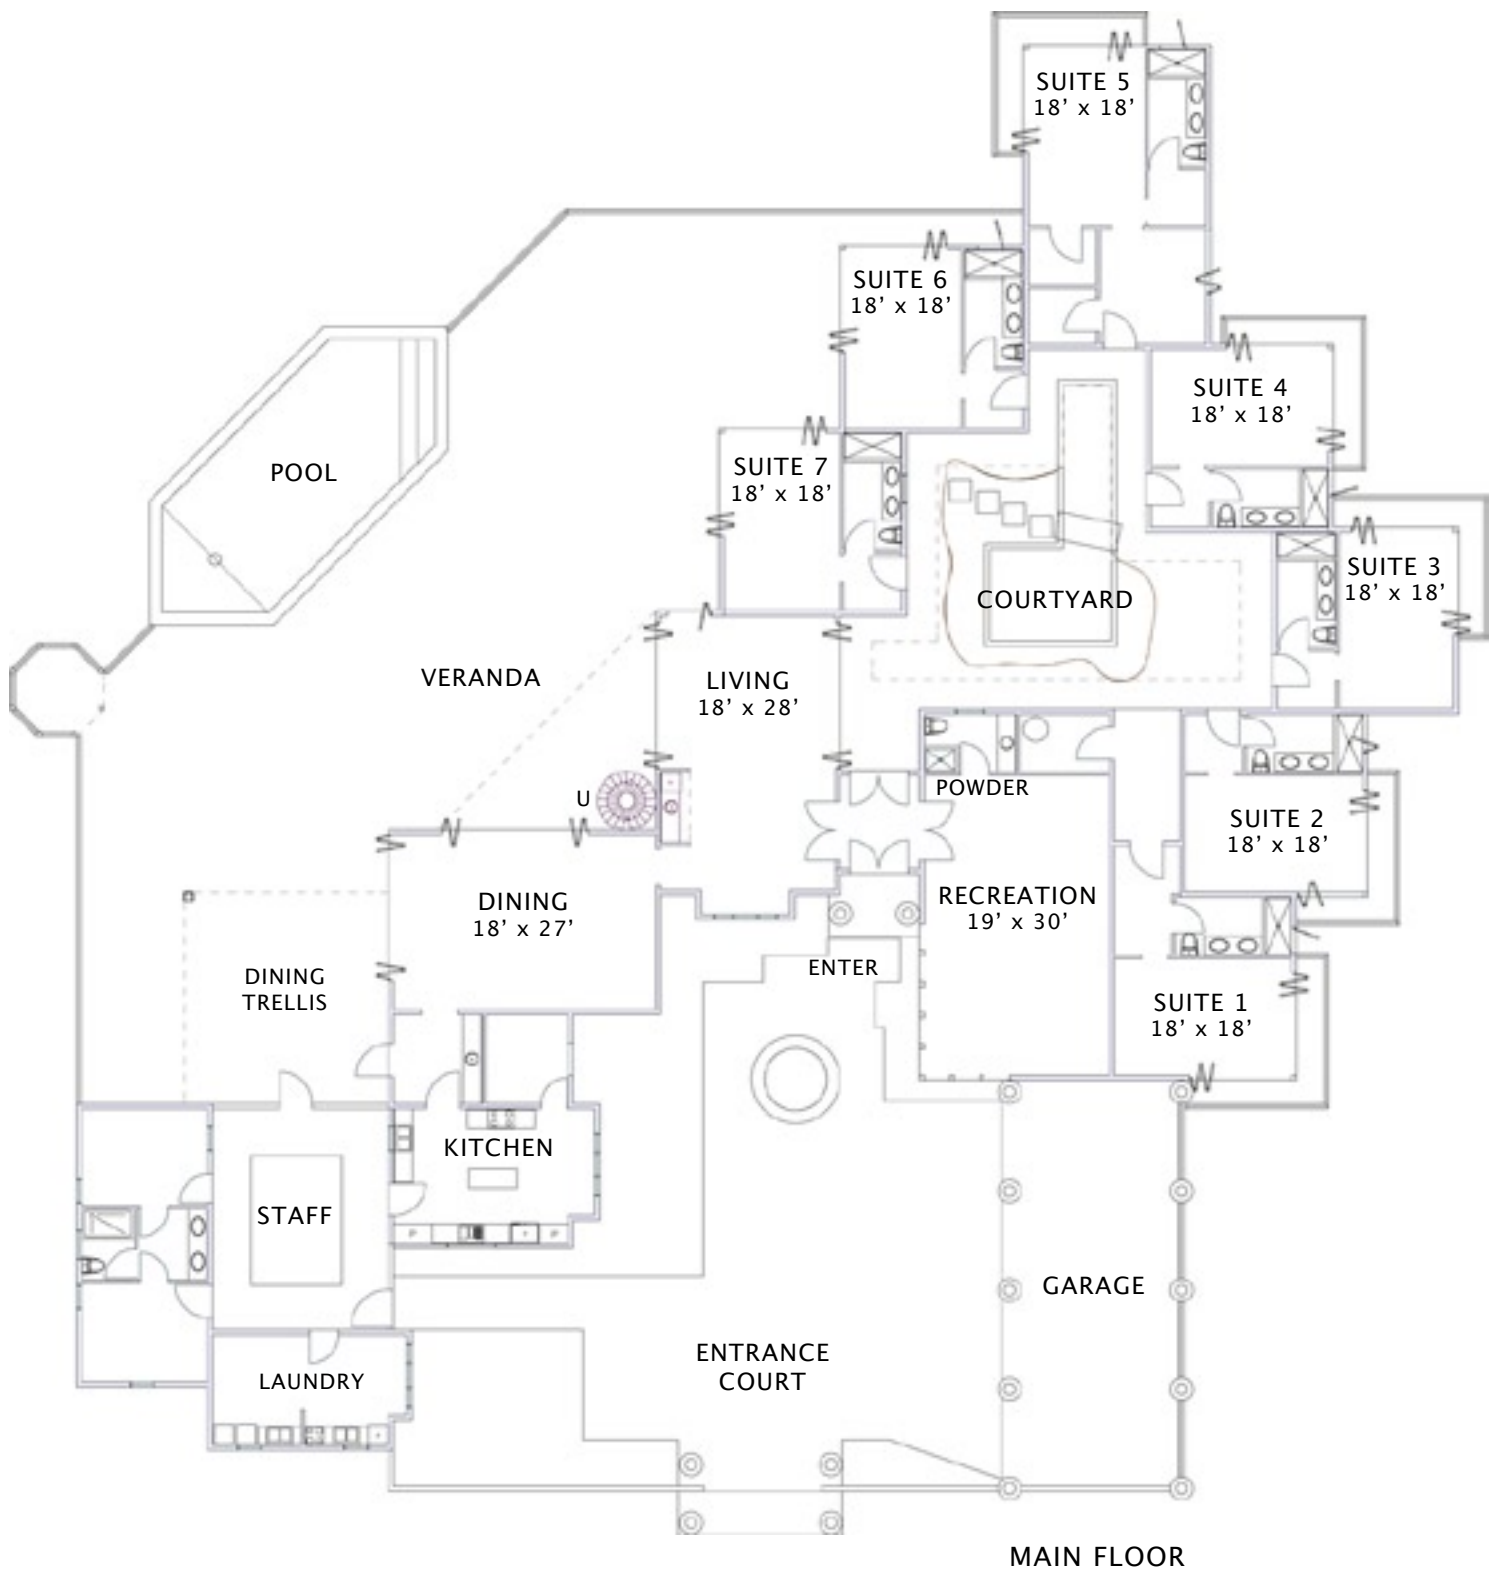 SUITE 5
18' x 18'
SUITE 6
18' x 18'
SUITE 4
18' x 18'
POOL
SUITE 7
18' x 18'
SUITE 3
18' x 18'
COURTYARD
VERANDA
LIVING
18' x 28'
POWDER
U
SUITE 2
18' x 18'
RECREATION
19' x 30'
DINING
18' x 27'
ENTER
DINING
TRELLIS
SUITE 1
18' x 18'
KITCHEN
STAFF
GARAGE
ENTRANCE
COURT
LAUNDRY
MAIN FLOOR